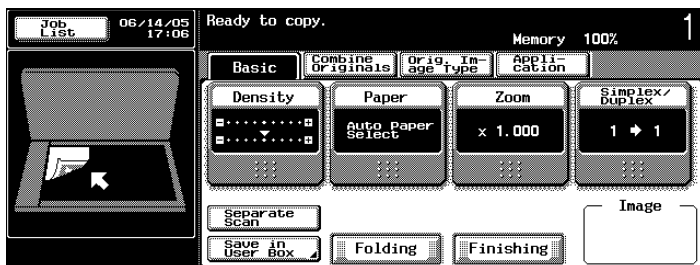 Job
List
06/14/05
17:06
Ready to copy.
1
Memory 100%
Basic
Combine
Originals
Orig. Im-
age Type
Appli-
cation
Density
Paper
Auto Paper
Select
Zoom
× 1.000
Simplex/
Duplex
1 ➔ 1
Separate
Scan
Save in
User Box
Folding
Finishing
Image